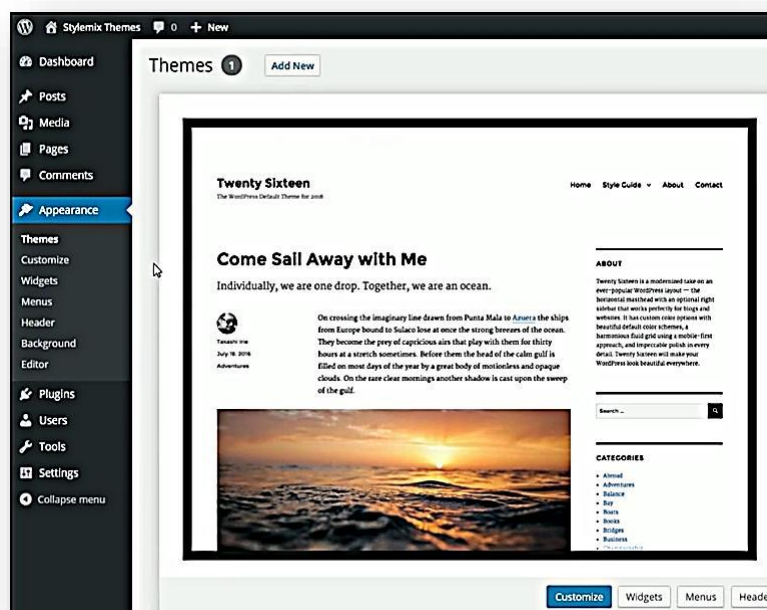 Stylemix Themes 0 + New
Dashboard
Posts
Media
Pages
Comments
Appearance
Themes
Customize
Widgets
Menus
Header
Background
Editor
Plugins
Users
Tools
Settings
Collapse menu
Themes 1 Add New
Twenty Sixteen
The WordPress Default Theme for 2016
Home Style Guide About Contact
Come Sail Away with Me
Individually, we are one drop. Together, we are an ocean.
Takashi Irie
July 18, 2016
Adventures
On crossing the imaginary line drawn from Punta Mala to Azuera the ships
from Europe bound to Sulaco lose at once the strong breezes of the ocean.
They become the prey of capricious airs that play with them for thirty
hours at a stretch sometimes. Before them the head of the calm gulf is
filled on most days of the year by a great body of motionless and opaque
clouds. On the rare clear mornings another shadow is cast upon the sweep
of the gulf.
ABOUT
Twenty Sixteen is a modernized take on an
ever-popular WordPress layout — the
horizontal masthead with an optional right
sidebar that works perfectly for blogs and
websites. It has custom color options with
beautiful default color schemes, a
harmonious fluid grid using a mobile-first
approach, and impeccable polish in every
detail. Twenty Sixteen will make your
WordPress look beautiful everywhere.
Search ...
CATEGORIES
Abroad
Adventures
Balance
Bay
Boats
Books
Bridges
Business
Customize Widgets Menus Heade